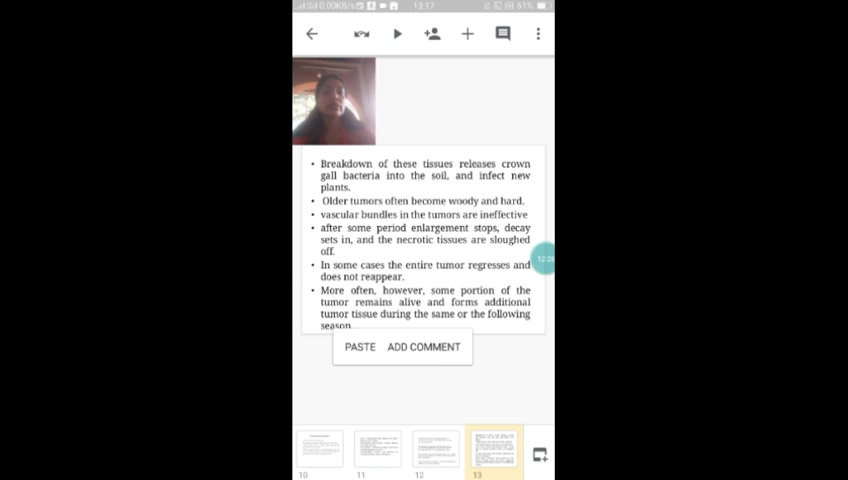 0.00KB/s
13:17
61%
• Breakdown of these tissues releases crown
gall bacteria into the soil, and infect new
plants.
• Older tumors often become woody and hard.
• vascular bundles in the tumors are ineffective
• after some period enlargement stops, decay
sets in, and the necrotic tissues are sloughed
off.
• In some cases the entire tumor regresses and
does not reappear.
• More often, however, some portion of the
tumor remains alive and forms additional
tumor tissue during the same or the following
season.
PASTE ADD COMMENT
10 11 12 13